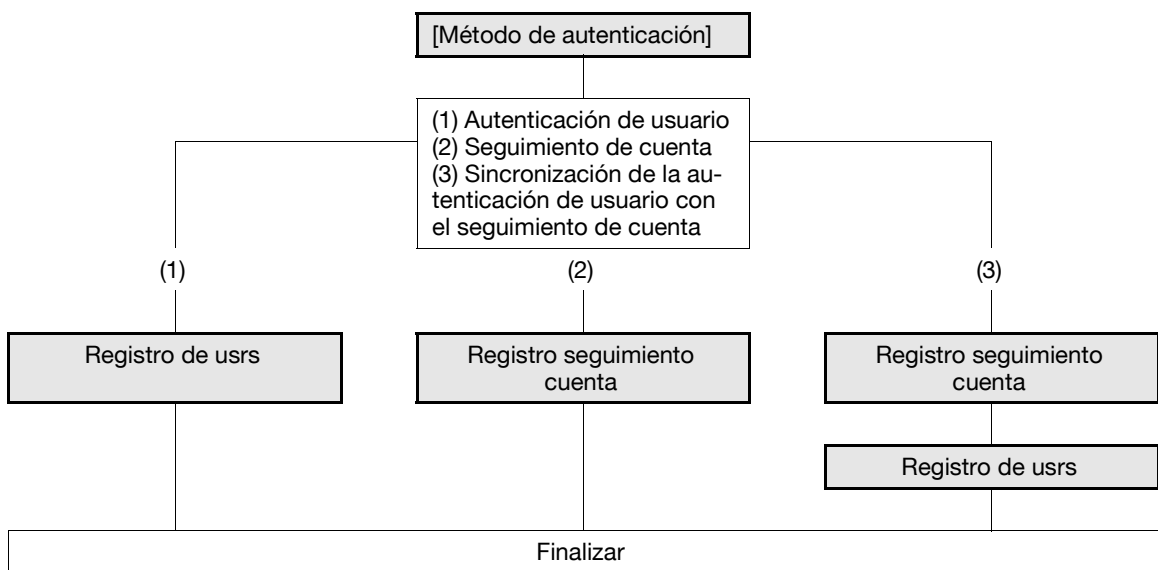 [Método de autenticación]
(1) Autenticación de usuario
(2) Seguimiento de cuenta
(3) Sincronización de la au-
tenticación de usuario con
el seguimiento de cuenta
(1)
(2)
(3)
Registro de usrs
Registro seguimiento
cuenta
Registro seguimiento
cuenta
Registro de usrs
Finalizar